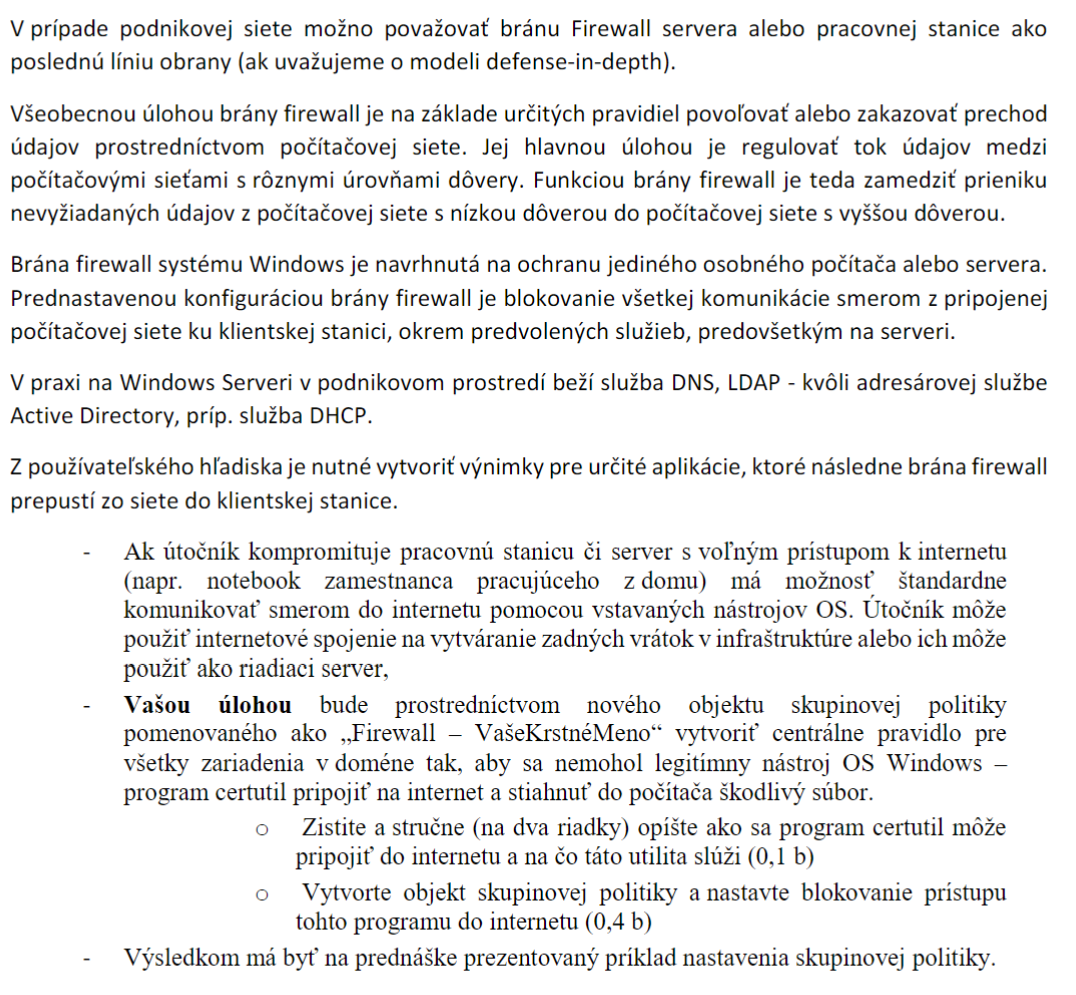 V prípade podnikovej siete možno považovať bránu Firewall servera alebo pracovnej stanice ako
poslednú líniu obrany (ak uvažujeme o modeli defense-in-depth).
Všeobecnou úlohou brány firewall je na základe určitých pravidiel povoľovať alebo zakazovať prechod
údajov prostredníctvom počítačovej siete. Jej hlavnou úlohou je regulovať tok údajov medzi
počítačovými sieťami s rôznymi úrovňami dôvery. Funkciou brány firewall je teda zamedziť prieniku
nevyžiadaných údajov z počítačovej siete s nízkou dôverou do počítačovej siete s vyššou dôverou.
Brána firewall systému Windows je navrhnutá na ochranu jediného osobného počítača alebo servera.
Prednastavenou konfiguráciou brány firewall je blokovanie všetkej komunikácie smerom z pripojenej
počítačovej siete ku klientskej stanici, okrem predvolených služieb, predovšetkým na serveri.
V praxi na Windows Serveri v podnikovom prostredí beží služba DNS, LDAP - kvôli adresárovej službe
Active Directory, príp. služba DHCP.
Z používateľského hľadiska je nutné vytvoriť výnimky pre určité aplikácie, ktoré následne brána firewall
prepustí zo siete do klientskej stanice.
- Ak útočník kompromituje pracovnú stanicu či server s voľným prístupom k internetu
(napr. notebook zamestnanca pracujúceho z domu) má možnosť štandardne
komunikovať smerom do internetu pomocou vstavaných nástrojov OS. Útočník môže
použiť internetové spojenie na vytváranie zadných vrátok v infraštruktúre alebo ich môže
použiť ako riadiaci server,
- Vašou úlohou bude prostredníctvom nového objektu skupinovej politiky
pomenovaného ako „Firewall – VašeKrstnéMeno“ vytvoriť centrálne pravidlo pre
všetky zariadenia v doméne tak, aby sa nemohol legitímny nástroj OS Windows –
program certutil pripojiť na internet a stiahnuť do počítača škodlivý súbor.
o Zistite a stručne (na dva riadky) opíšte ako sa program certutil môže
pripojiť do internetu a na čo táto utilita slúži (0,1 b)
o Vytvorte objekt skupinovej politiky a nastavte blokovanie prístupu
tohto programu do internetu (0,4 b)
- Výsledkom má byť na prednáške prezentovaný príklad nastavenia skupinovej politiky.